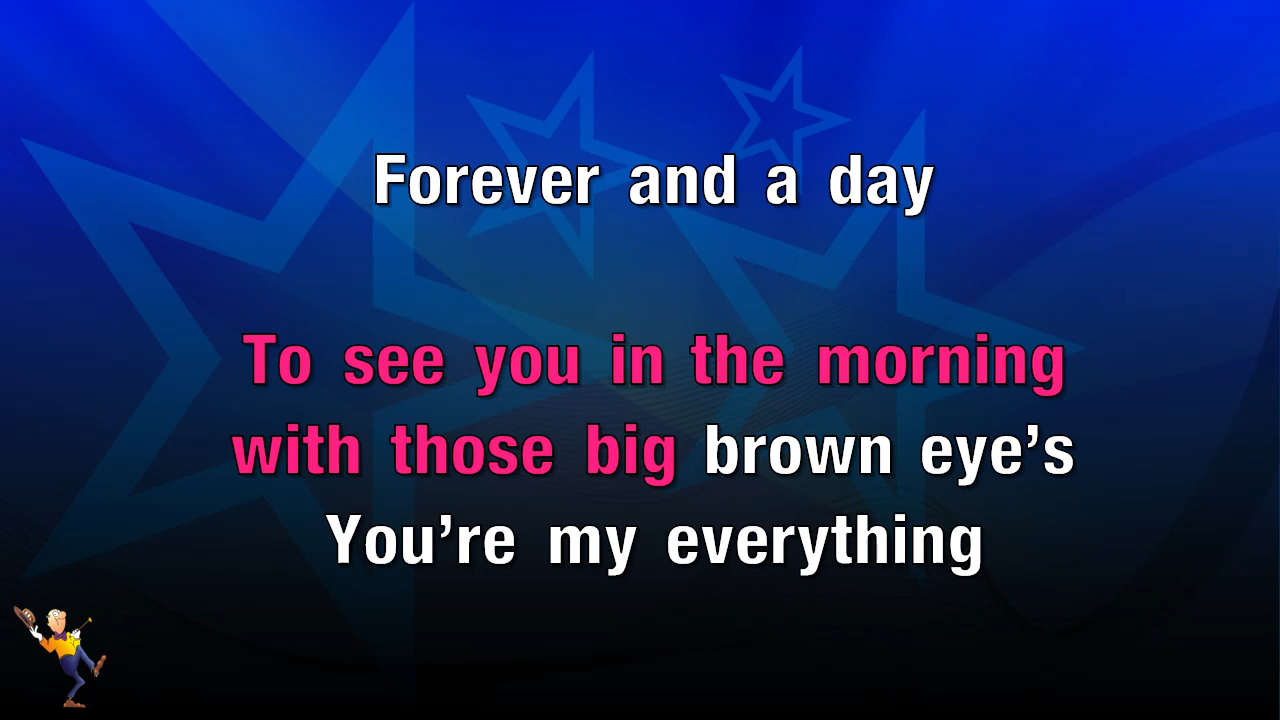 Forever and a day
To see you in the morning
with those big brown eye’s
You’re my everything